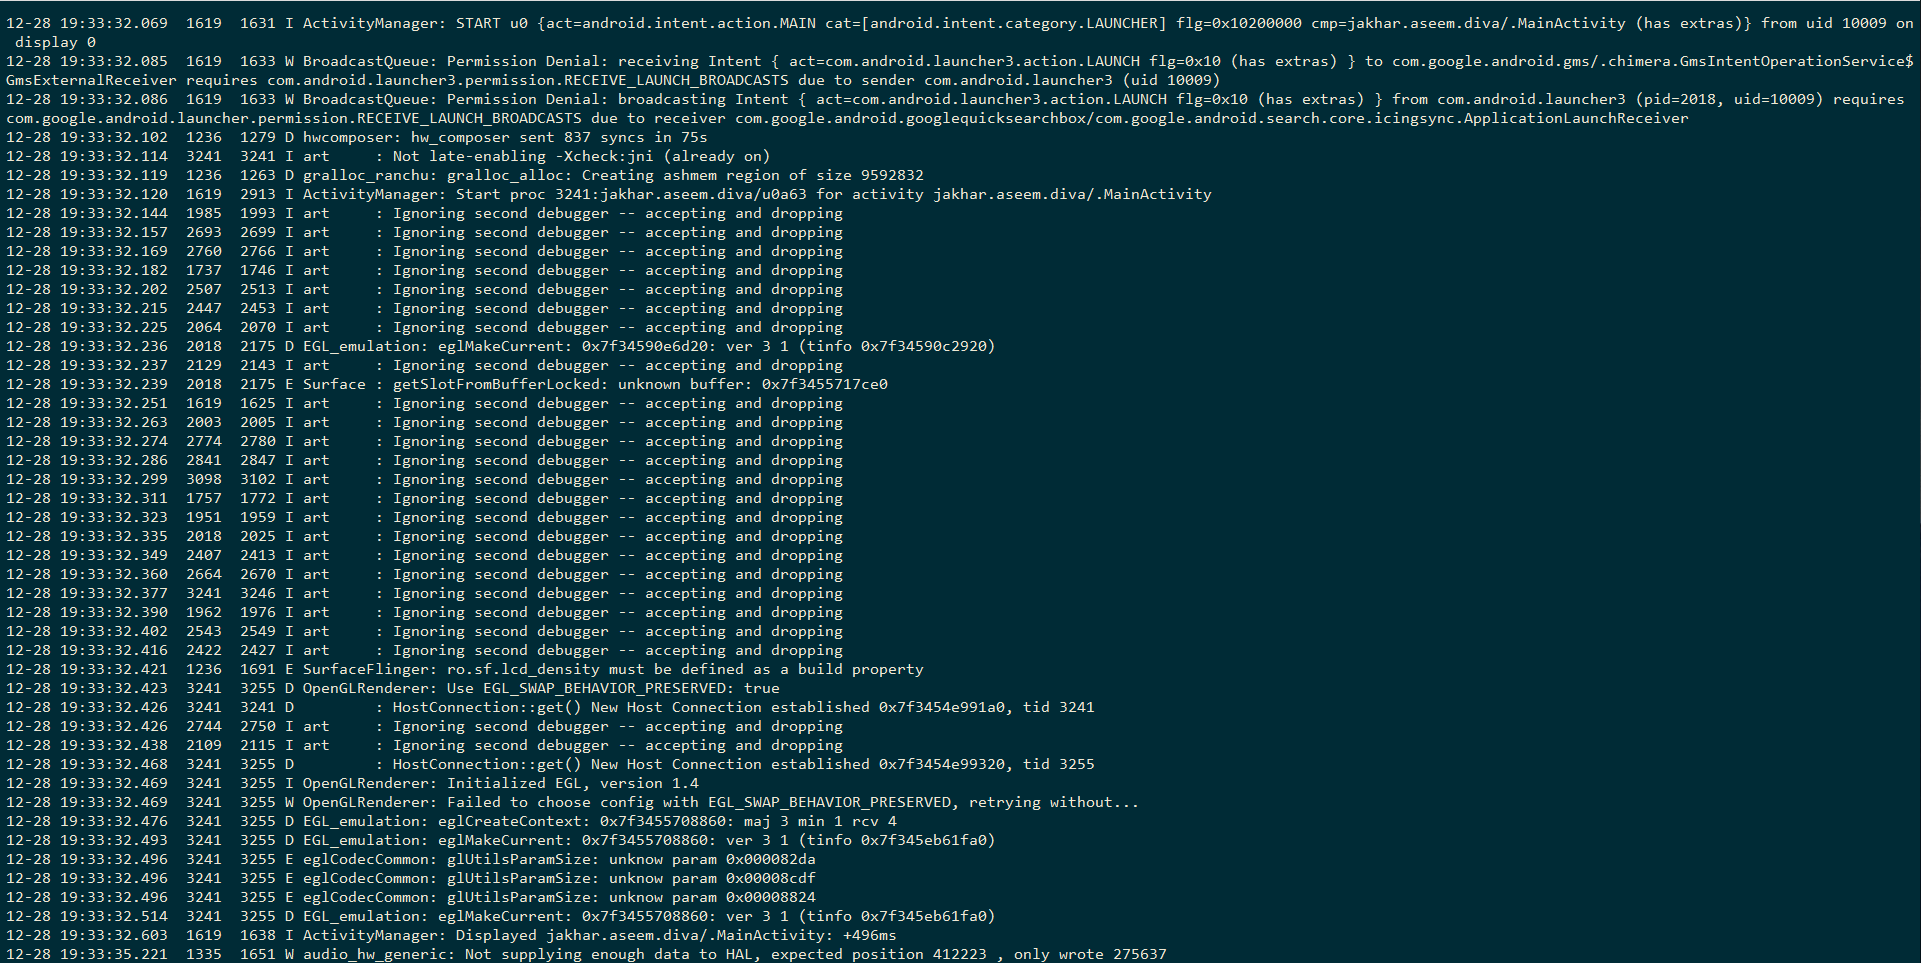 12-28 19:33:32.069  1619  1631 I ActivityManager: START u0 {act=android.intent.action.MAIN cat=[android.intent.category.LAUNCHER] flg=0x10200000 cmp=jakhar.aseem.diva/.MainActivity (has extras)} from uid 10009 on
 display 0
12-28 19:33:32.085  1619  1633 W BroadcastQueue: Permission Denial: receiving Intent { act=com.android.launcher3.action.LAUNCH flg=0x10 (has extras) } to com.google.android.gms/.chimera.GmsIntentOperationService$
GmsExternalReceiver requires com.android.launcher3.permission.RECEIVE_LAUNCH_BROADCASTS due to sender com.android.launcher3 (uid 10009)
12-28 19:33:32.086  1619  1633 W BroadcastQueue: Permission Denial: broadcasting Intent { act=com.android.launcher3.action.LAUNCH flg=0x10 (has extras) } from com.android.launcher3 (pid=2018, uid=10009) requires
com.google.android.launcher.permission.RECEIVE_LAUNCH_BROADCASTS due to receiver com.google.android.googlequicksearchbox/com.google.android.search.core.icingsync.ApplicationLaunchReceiver
12-28 19:33:32.102  1236  1279 D hwcomposer: hw_composer sent 837 syncs in 75s
12-28 19:33:32.114  3241  3241 I art     : Not late-enabling -Xcheck:jni (already on)
12-28 19:33:32.119  1236  1263 D gralloc_ranchu: gralloc_alloc: Creating ashmem region of size 9592832
12-28 19:33:32.120  1619  2913 I ActivityManager: Start proc 3241:jakhar.aseem.diva/u0a63 for activity jakhar.aseem.diva/.MainActivity
12-28 19:33:32.144  1985  1993 I art     : Ignoring second debugger -- accepting and dropping
12-28 19:33:32.157  2693  2699 I art     : Ignoring second debugger -- accepting and dropping
12-28 19:33:32.169  2760  2766 I art     : Ignoring second debugger -- accepting and dropping
12-28 19:33:32.182  1737  1746 I art     : Ignoring second debugger -- accepting and dropping
12-28 19:33:32.202  2507  2513 I art     : Ignoring second debugger -- accepting and dropping
12-28 19:33:32.215  2447  2453 I art     : Ignoring second debugger -- accepting and dropping
12-28 19:33:32.225  2064  2070 I art     : Ignoring second debugger -- accepting and dropping
12-28 19:33:32.236  2018  2175 D EGL_emulation: eglMakeCurrent: 0x7f34590e6d20: ver 3 1 (tinfo 0x7f34590c2920)
12-28 19:33:32.237  2129  2143 I art     : Ignoring second debugger -- accepting and dropping
12-28 19:33:32.239  2018  2175 E Surface : getSlotFromBufferLocked: unknown buffer: 0x7f3455717ce0
12-28 19:33:32.251  1619  1625 I art     : Ignoring second debugger -- accepting and dropping
12-28 19:33:32.263  2003  2005 I art     : Ignoring second debugger -- accepting and dropping
12-28 19:33:32.274  2774  2780 I art     : Ignoring second debugger -- accepting and dropping
12-28 19:33:32.286  2841  2847 I art     : Ignoring second debugger -- accepting and dropping
12-28 19:33:32.299  3098  3102 I art     : Ignoring second debugger -- accepting and dropping
12-28 19:33:32.311  1757  1772 I art     : Ignoring second debugger -- accepting and dropping
12-28 19:33:32.323  1951  1959 I art     : Ignoring second debugger -- accepting and dropping
12-28 19:33:32.335  2018  2025 I art     : Ignoring second debugger -- accepting and dropping
12-28 19:33:32.349  2407  2413 I art     : Ignoring second debugger -- accepting and dropping
12-28 19:33:32.360  2664  2670 I art     : Ignoring second debugger -- accepting and dropping
12-28 19:33:32.377  3241  3246 I art     : Ignoring second debugger -- accepting and dropping
12-28 19:33:32.390  1962  1976 I art     : Ignoring second debugger -- accepting and dropping
12-28 19:33:32.402  2543  2549 I art     : Ignoring second debugger -- accepting and dropping
12-28 19:33:32.416  2422  2427 I art     : Ignoring second debugger -- accepting and dropping
12-28 19:33:32.421  1236  1691 E SurfaceFlinger: ro.sf.lcd_density must be defined as a build property
12-28 19:33:32.423  3241  3255 D OpenGLRenderer: Use EGL_SWAP_BEHAVIOR_PRESERVED: true
12-28 19:33:32.426  3241  3241 D         : HostConnection::get() New Host Connection established 0x7f3454e991a0, tid 3241
12-28 19:33:32.426  2744  2750 I art     : Ignoring second debugger -- accepting and dropping
12-28 19:33:32.438  2109  2115 I art     : Ignoring second debugger -- accepting and dropping
12-28 19:33:32.468  3241  3255 D         : HostConnection::get() New Host Connection established 0x7f3454e99320, tid 3255
12-28 19:33:32.469  3241  3255 I OpenGLRenderer: Initialized EGL, version 1.4
12-28 19:33:32.469  3241  3255 W OpenGLRenderer: Failed to choose config with EGL_SWAP_BEHAVIOR_PRESERVED, retrying without...
12-28 19:33:32.476  3241  3255 D EGL_emulation: eglCreateContext: 0x7f3455708860: maj 3 min 1 rcv 4
12-28 19:33:32.493  3241  3255 D EGL_emulation: eglMakeCurrent: 0x7f3455708860: ver 3 1 (tinfo 0x7f345eb61fa0)
12-28 19:33:32.496  3241  3255 E eglCodecCommon: glUtilsParamSize: unknow param 0x000082da
12-28 19:33:32.496  3241  3255 E eglCodecCommon: glUtilsParamSize: unknow param 0x00008cdf
12-28 19:33:32.496  3241  3255 E eglCodecCommon: glUtilsParamSize: unknow param 0x00008824
12-28 19:33:32.514  3241  3255 D EGL_emulation: eglMakeCurrent: 0x7f3455708860: ver 3 1 (tinfo 0x7f345eb61fa0)
12-28 19:33:32.603  1619  1638 I ActivityManager: Displayed jakhar.aseem.diva/.MainActivity: +496ms
12-28 19:33:35.221  1335  1651 W audio_hw_generic: Not supplying enough data to HAL, expected position 412223 , only wrote 275637